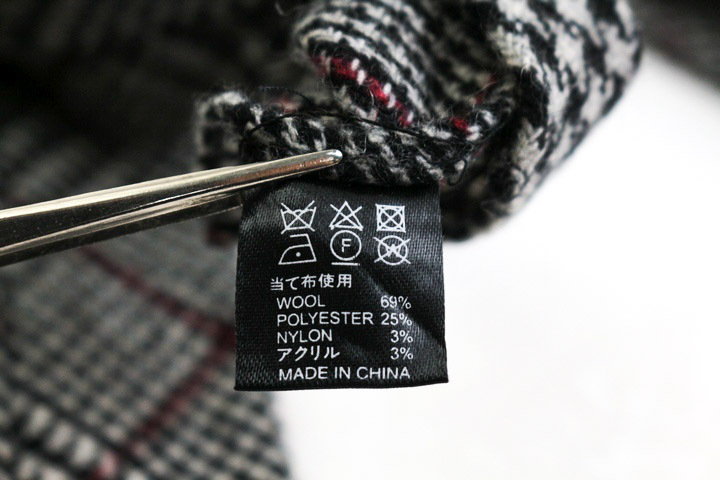 F W
当て布使用
WOOL 69%
POLYESTER 25%
NYLON 3%
アクリル 3%
MADE IN CHINA